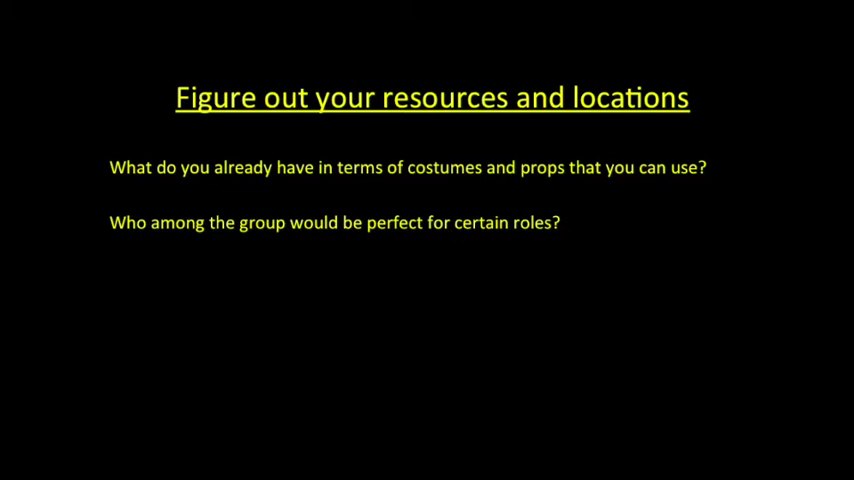 Figure out your resources and locations
What do you already have in terms of costumes and props that you can use?
Who among the group would be perfect for certain roles?